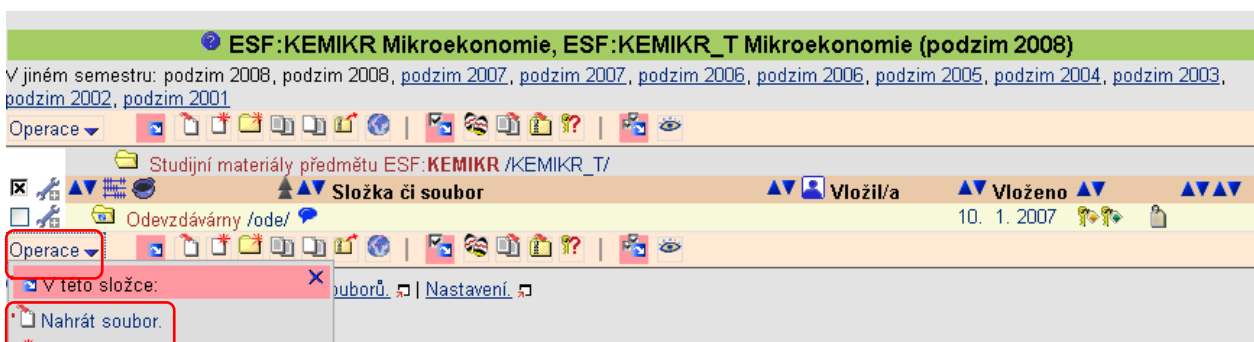 ESF:KEMIKR Mikroekonomie, ESF:KEMIKR_T Mikroekonomie (podzim 2008)
V jiném semestru: podzim 2008, podzim 2008, podzim 2007, podzim 2007, podzim 2006, podzim 2006, podzim 2005, podzim 2004, podzim 2003,
podzim 2002, podzim 2001
Operace
Studijní materiály předmětu ESF:KEMIKR /KEMIKR_T/
Složka či soubor Vložil/a Vloženo
Odevzdávárny /ode/ 10. 1. 2007
Operace
V této složce:
uborů. | Nastavení.
Nahrát soubor.